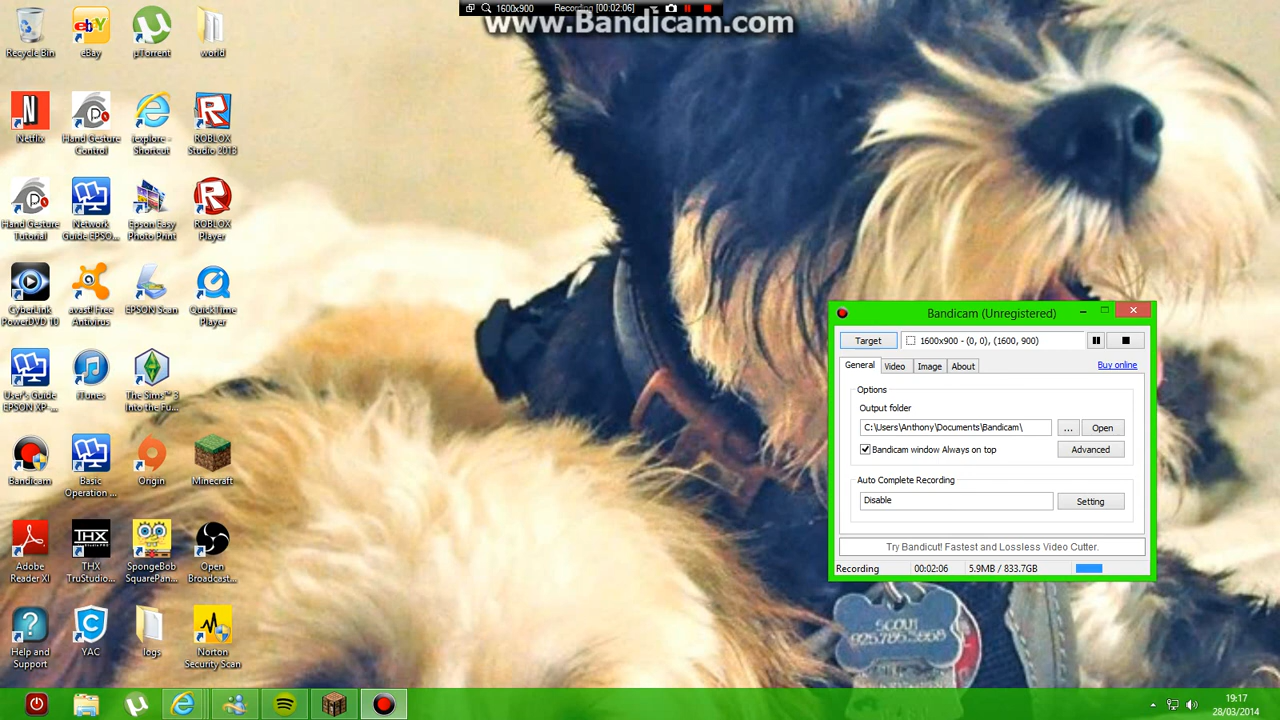 1600x900 Recording [00:02:06]
www.Bandicam.com
Recycle Bin
eBay
µTorrent
world
Netflix
Hand Gesture Control
iexplore - Shortcut
ROBLOX Studio 2013
Hand Gesture Tutorial
Network Guide EPSO...
Epson Easy Photo Print
ROBLOX Player
CyberLink PowerDVD 10
avast! Free Antivirus
EPSON Scan
QuickTime Player
User's Guide EPSON XP-...
iTunes
The Sims™ 3 Into the Fu...
Bandicam
Basic Operation ...
Origin
Minecraft
Adobe Reader XI
THX TruStudio...
SpongeBob SquarePan...
Open Broadcast...
Help and Support
YAC
logs
Norton Security Scan
Bandicam (Unregistered)
Target
1600x900 - (0, 0), (1600, 900)
General Video Image About
Buy online
Options
Output folder
C:\Users\Anthony\Documents\Bandicam\
... Open
Bandicam window Always on top
Advanced
Auto Complete Recording
Disable
Setting
Try Bandicut! Fastest and Lossless Video Cutter.
Recording 00:02:06 5.9MB / 833.7GB
SCOUT
19:17
28/03/2014